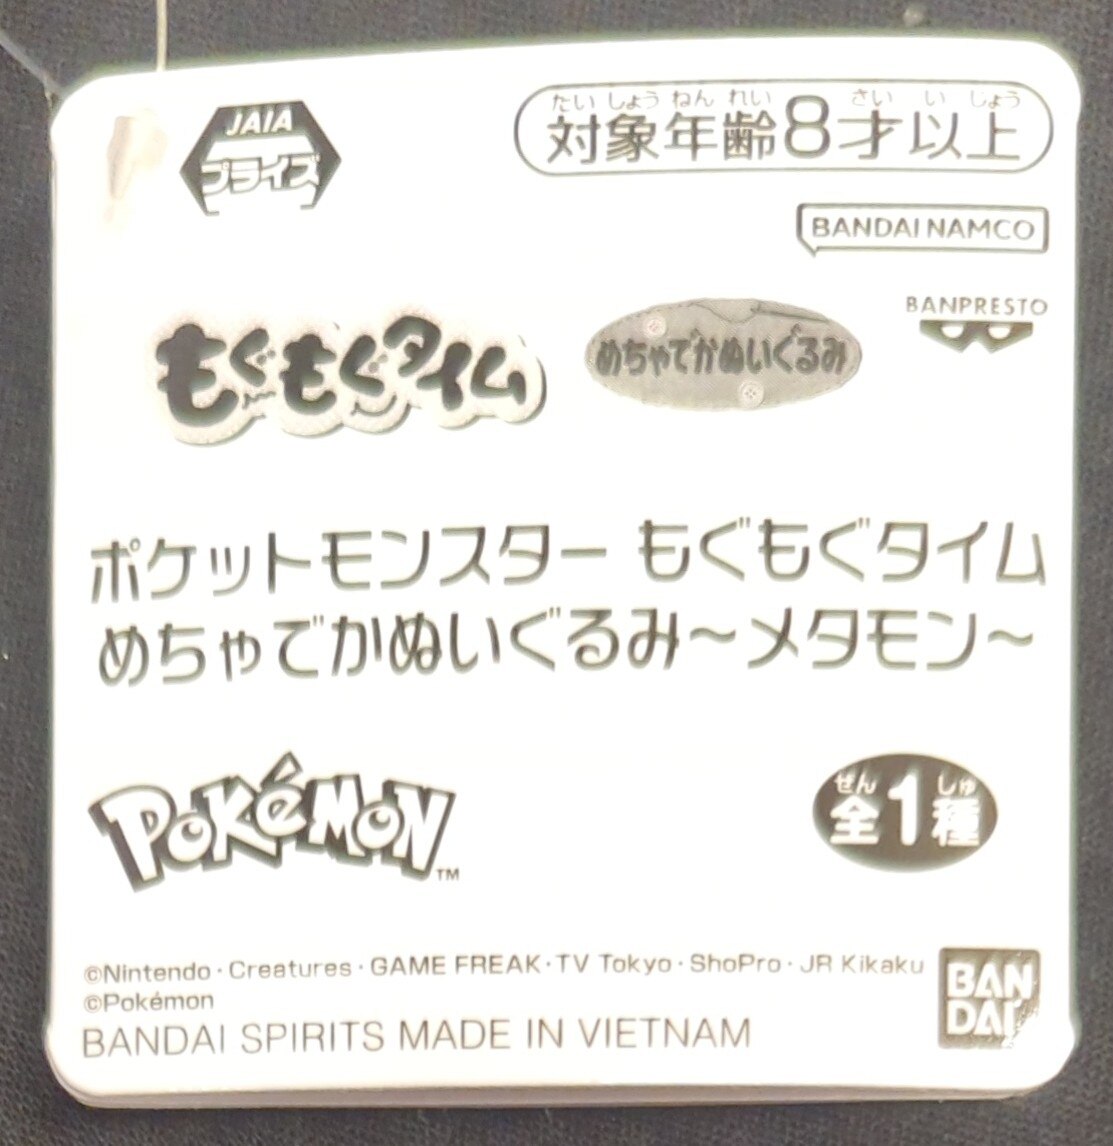 JAIA
プライズ
たいしょうねんれい さいいじょう
対象年齢8才以上
BANDAI NAMCO
BANPRESTO
もぐもぐタイム
めちゃでかぬいぐるみ
ポケットモンスター もぐもぐタイム
めちゃでかぬいぐるみ〜メタモン〜
POKéMON™
ぜん しゅ
全1種
©Nintendo・Creatures・GAME FREAK・TV Tokyo・ShoPro・JR Kikaku
©Pokémon
BANDAI SPIRITS MADE IN VIETNAM
BAN
DAI